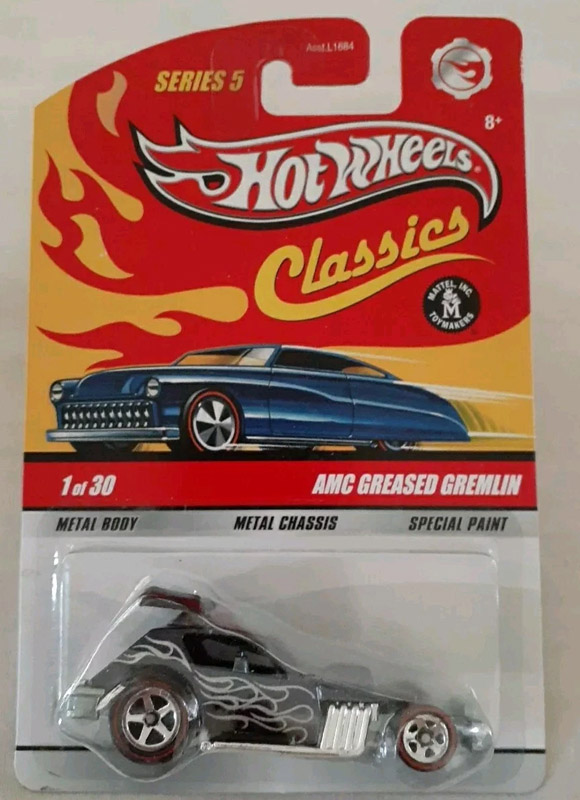 Asst.L1664
SERIES 5
8+
HOT WHEELS
Classics
MATTEL, INC.
M
TOYMAKERS
1 of 30
AMC GREASED GREMLIN
METAL BODY
METAL CHASSIS
SPECIAL PAINT